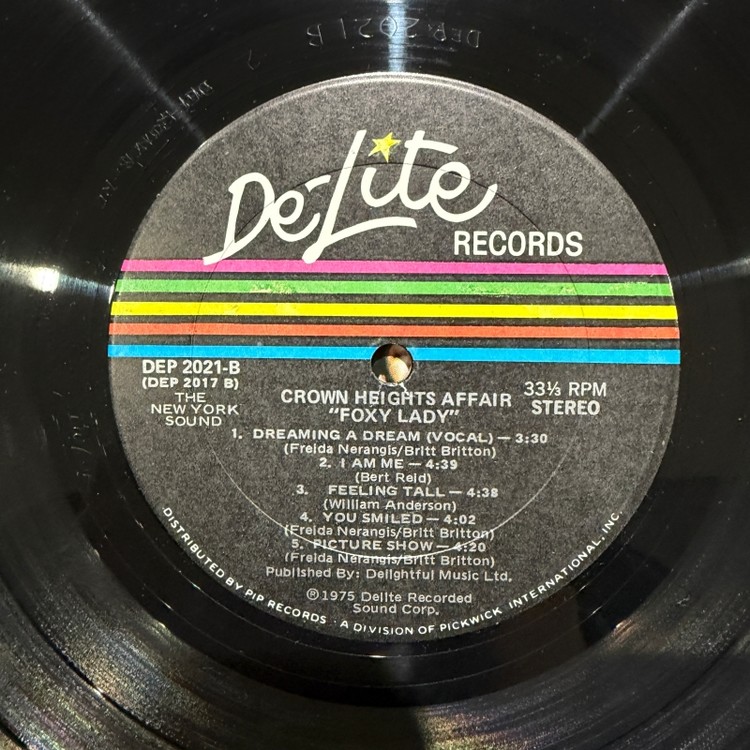 DEP 2021 B
De-Lite
RECORDS
DEP 2021-B
(DEP 2017 B)
THE
NEW YORK
SOUND
33⅓ RPM
STEREO
CROWN HEIGHTS AFFAIR
"FOXY LADY"
1. DREAMING A DREAM (VOCAL) — 3:30
(Freida Nerangis/Britt Britton)
2. I AM ME — 4:39
(Bert Reid)
3. FEELING TALL — 4:38
(William Anderson)
4. YOU SMILED — 4:02
(Freida Nerangis/Britt Britton)
5. PICTURE SHOW — 4:20
(Freida Nerangis/Britt Britton)
Published By: Delightful Music Ltd.
℗1975 Delite Recorded
Sound Corp.
DISTRIBUTED BY PIP RECORDS · A DIVISION OF PICKWICK INTERNATIONAL, INC.